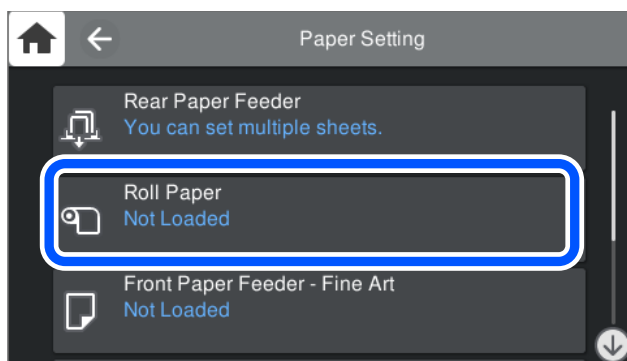 Paper Setting
Rear Paper Feeder
You can set multiple sheets.
Roll Paper
Not Loaded
Front Paper Feeder - Fine Art
Not Loaded